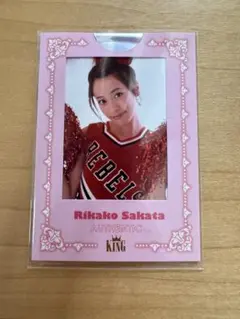 REBELS
Rikako Sakata
AUTHENTIC
KING